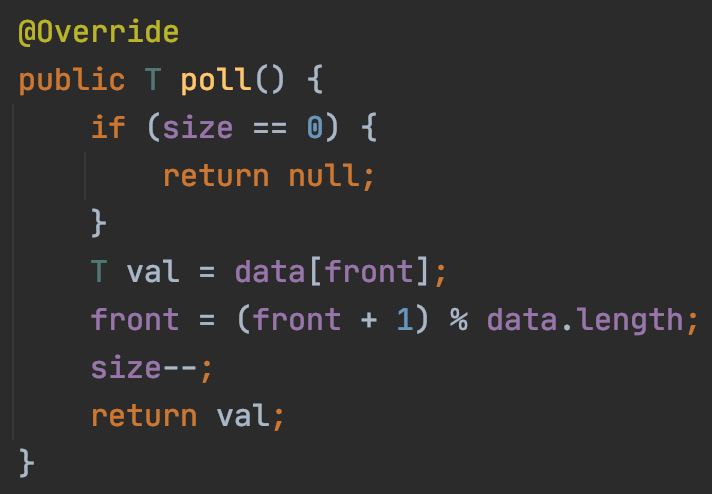 @Override
public T poll() {
    if (size == 0) {
        return null;
    }
    T val = data[front];
    front = (front + 1) % data.length;
    size--;
    return val;
}